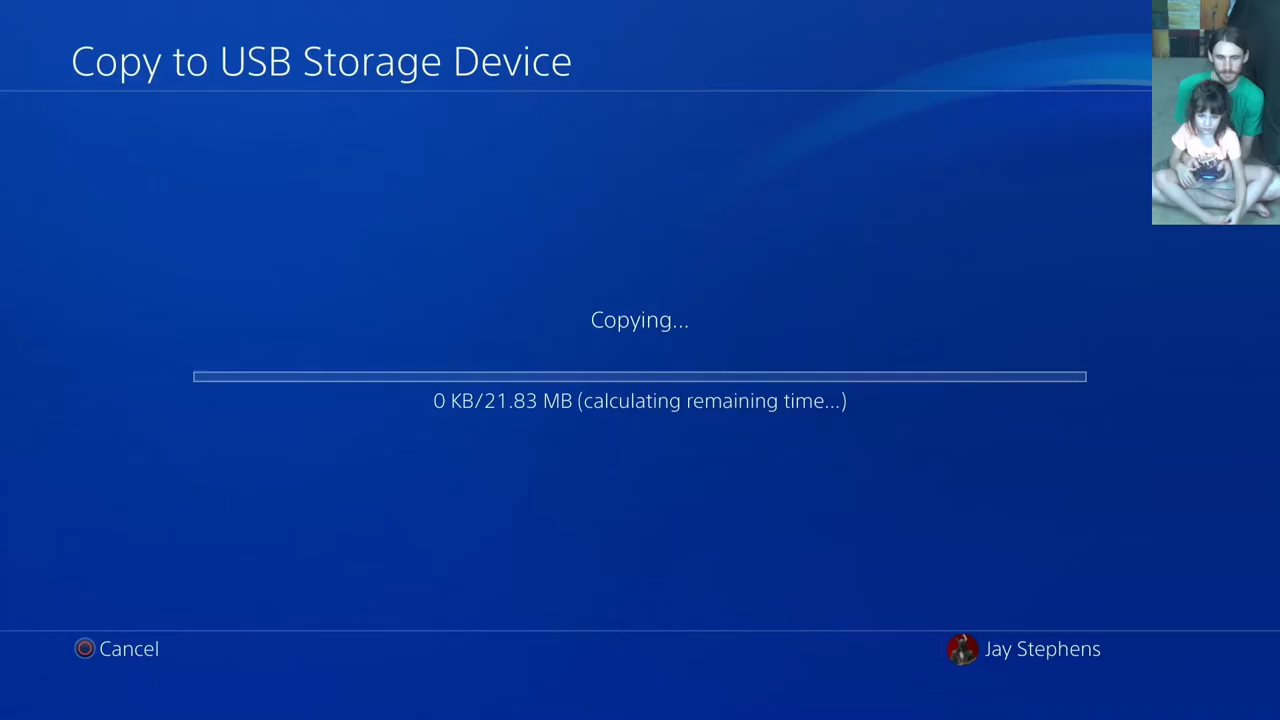 Copy to USB Storage Device
Copying...
0 KB/21.83 MB (calculating remaining time...)
Cancel
Jay Stephens